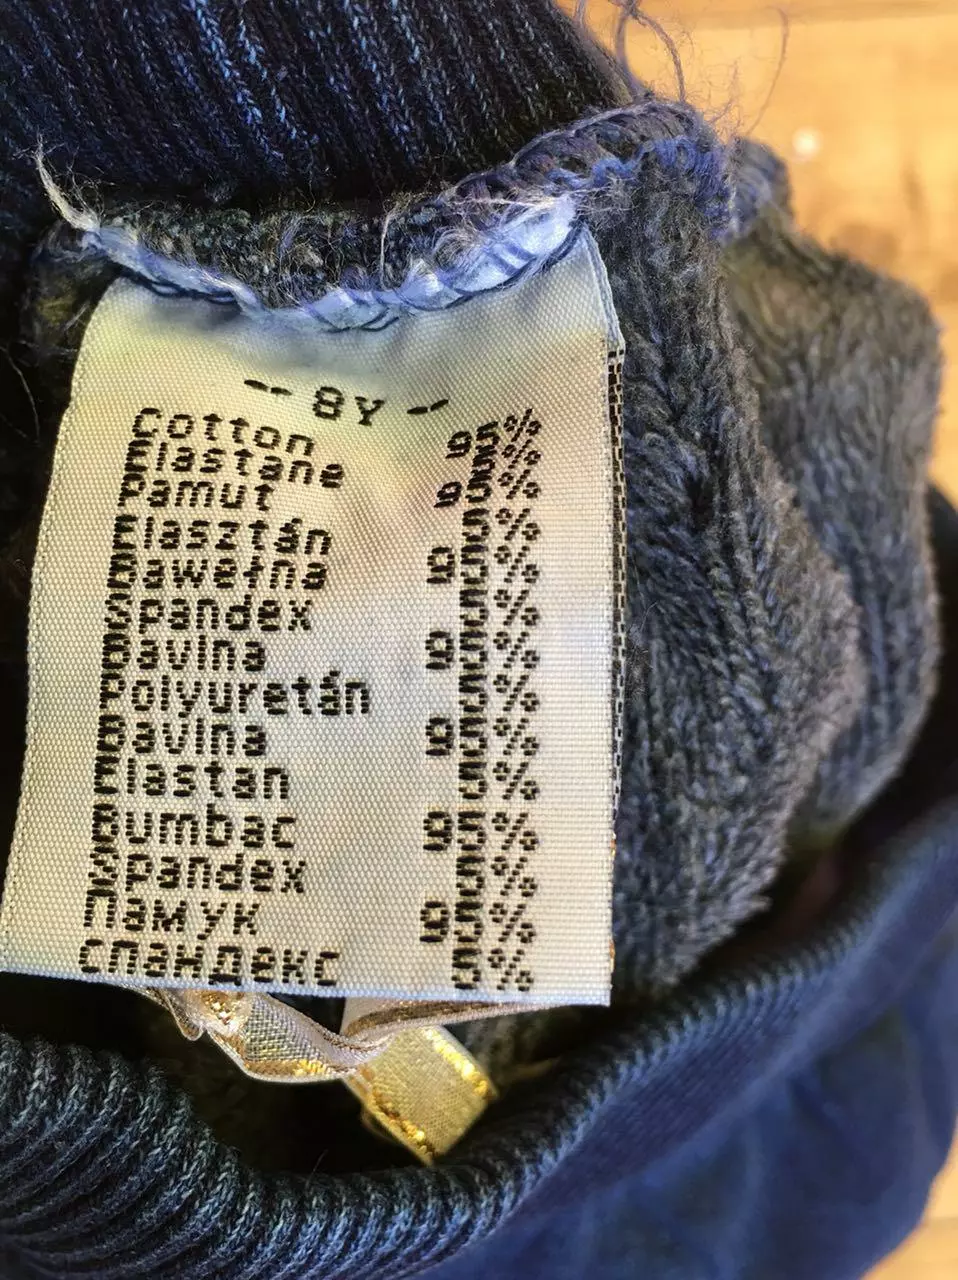 -- 8Y --
Cotton 95%
Elastane 5%
Pamut 95%
Elasztán 5%
Bawełna 95%
Spandex 5%
Bavlna 95%
Polyuretán 5%
Bavlna 95%
Elastan 5%
Bumbac 95%
Spandex 5%
Памук 95%
спандекс 5%